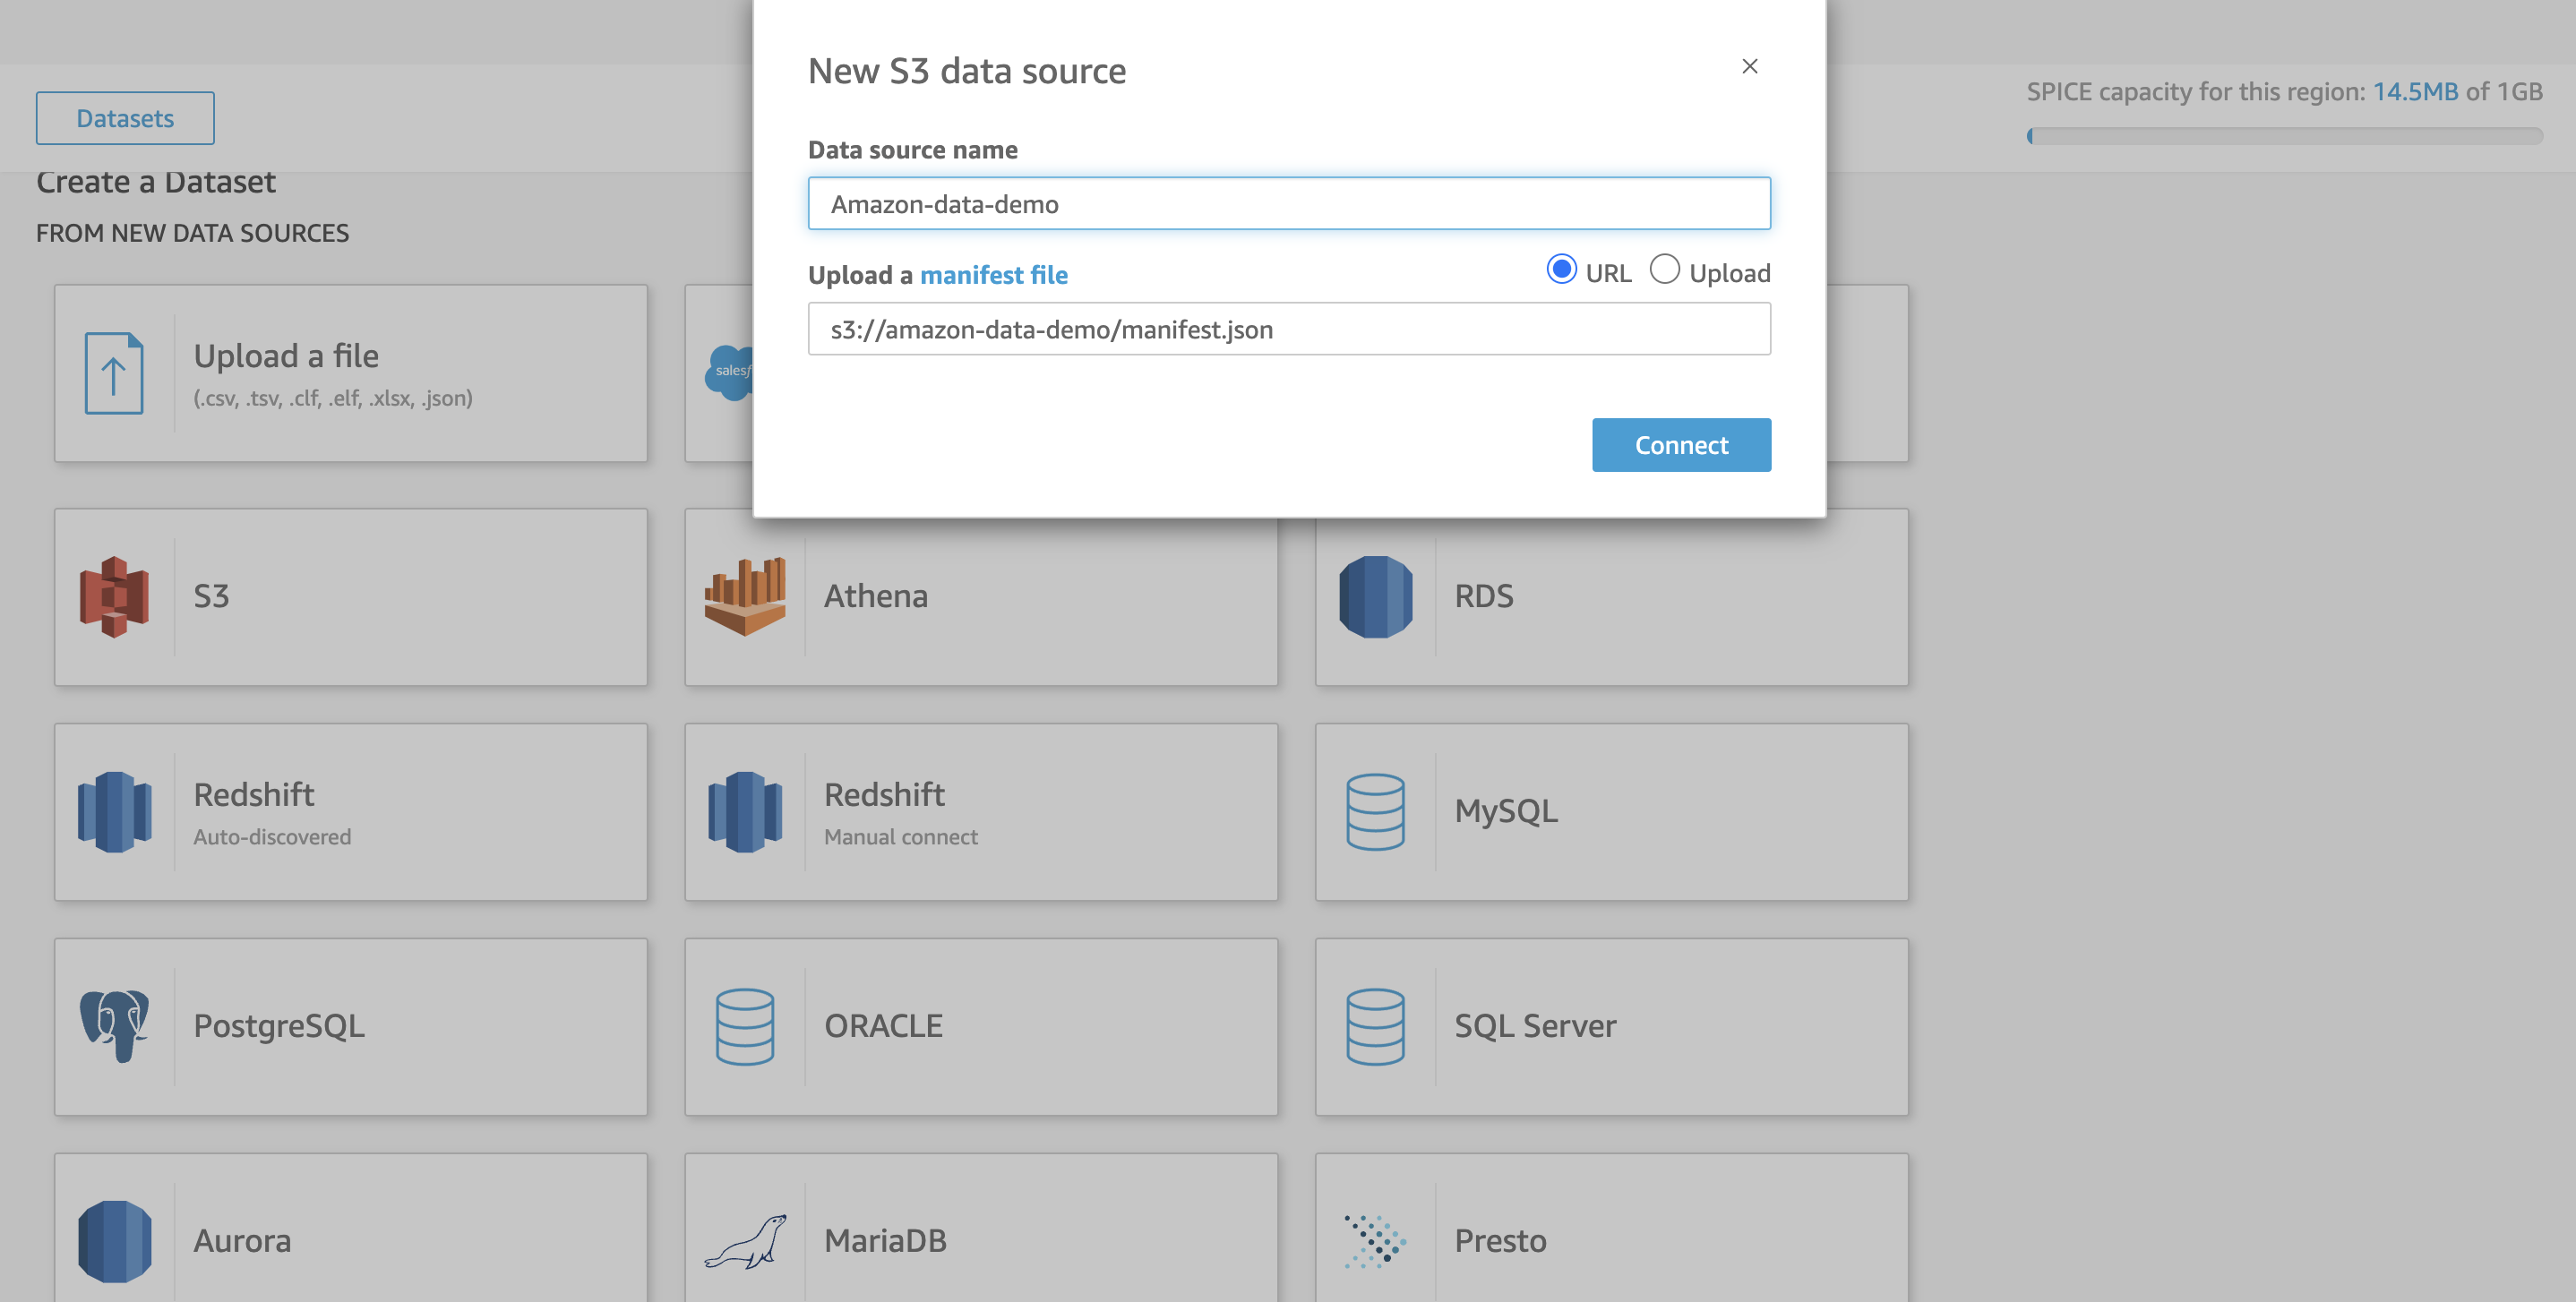 New S3 data source
Data source name
Amazon-data-demo
Upload a manifest file
URL
Upload
s3://amazon-data-demo/manifest.json
Connect
Datasets
SPICE capacity for this region: 14.5MB of 1GB
Create a Dataset
FROM NEW DATA SOURCES
Upload a file
(.csv, .tsv, .clf, .elf, .xlsx, .json)
S3
Athena
RDS
Redshift
Auto-discovered
Redshift
Manual connect
MySQL
PostgreSQL
ORACLE
SQL Server
Aurora
MariaDB
Presto